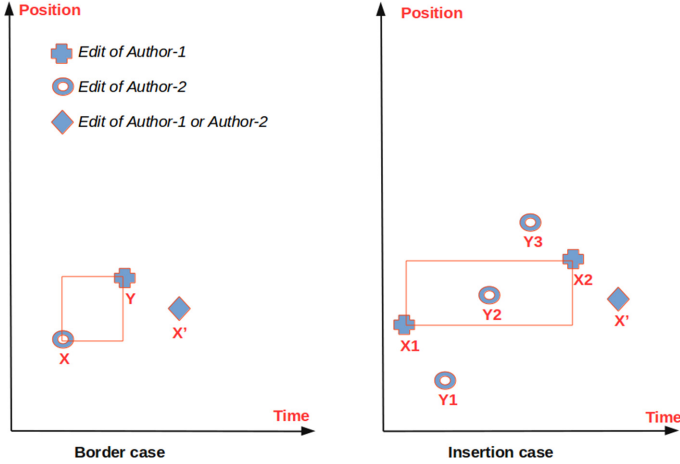 Position
Edit of Author-1
Edit of Author-2
Edit of Author-1 or Author-2
Y
X’
X
Time
Border case
Position
Y3
X2
Y2
X’
X1
Y1
Time
Insertion case